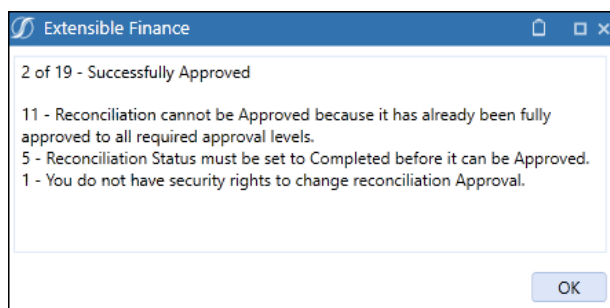 Extensible Finance
2 of 19 - Successfully Approved
11 - Reconciliation cannot be Approved because it has already been fully
approved to all required approval levels.
5 - Reconciliation Status must be set to Completed before it can be Approved.
1 - You do not have security rights to change reconciliation Approval.
OK